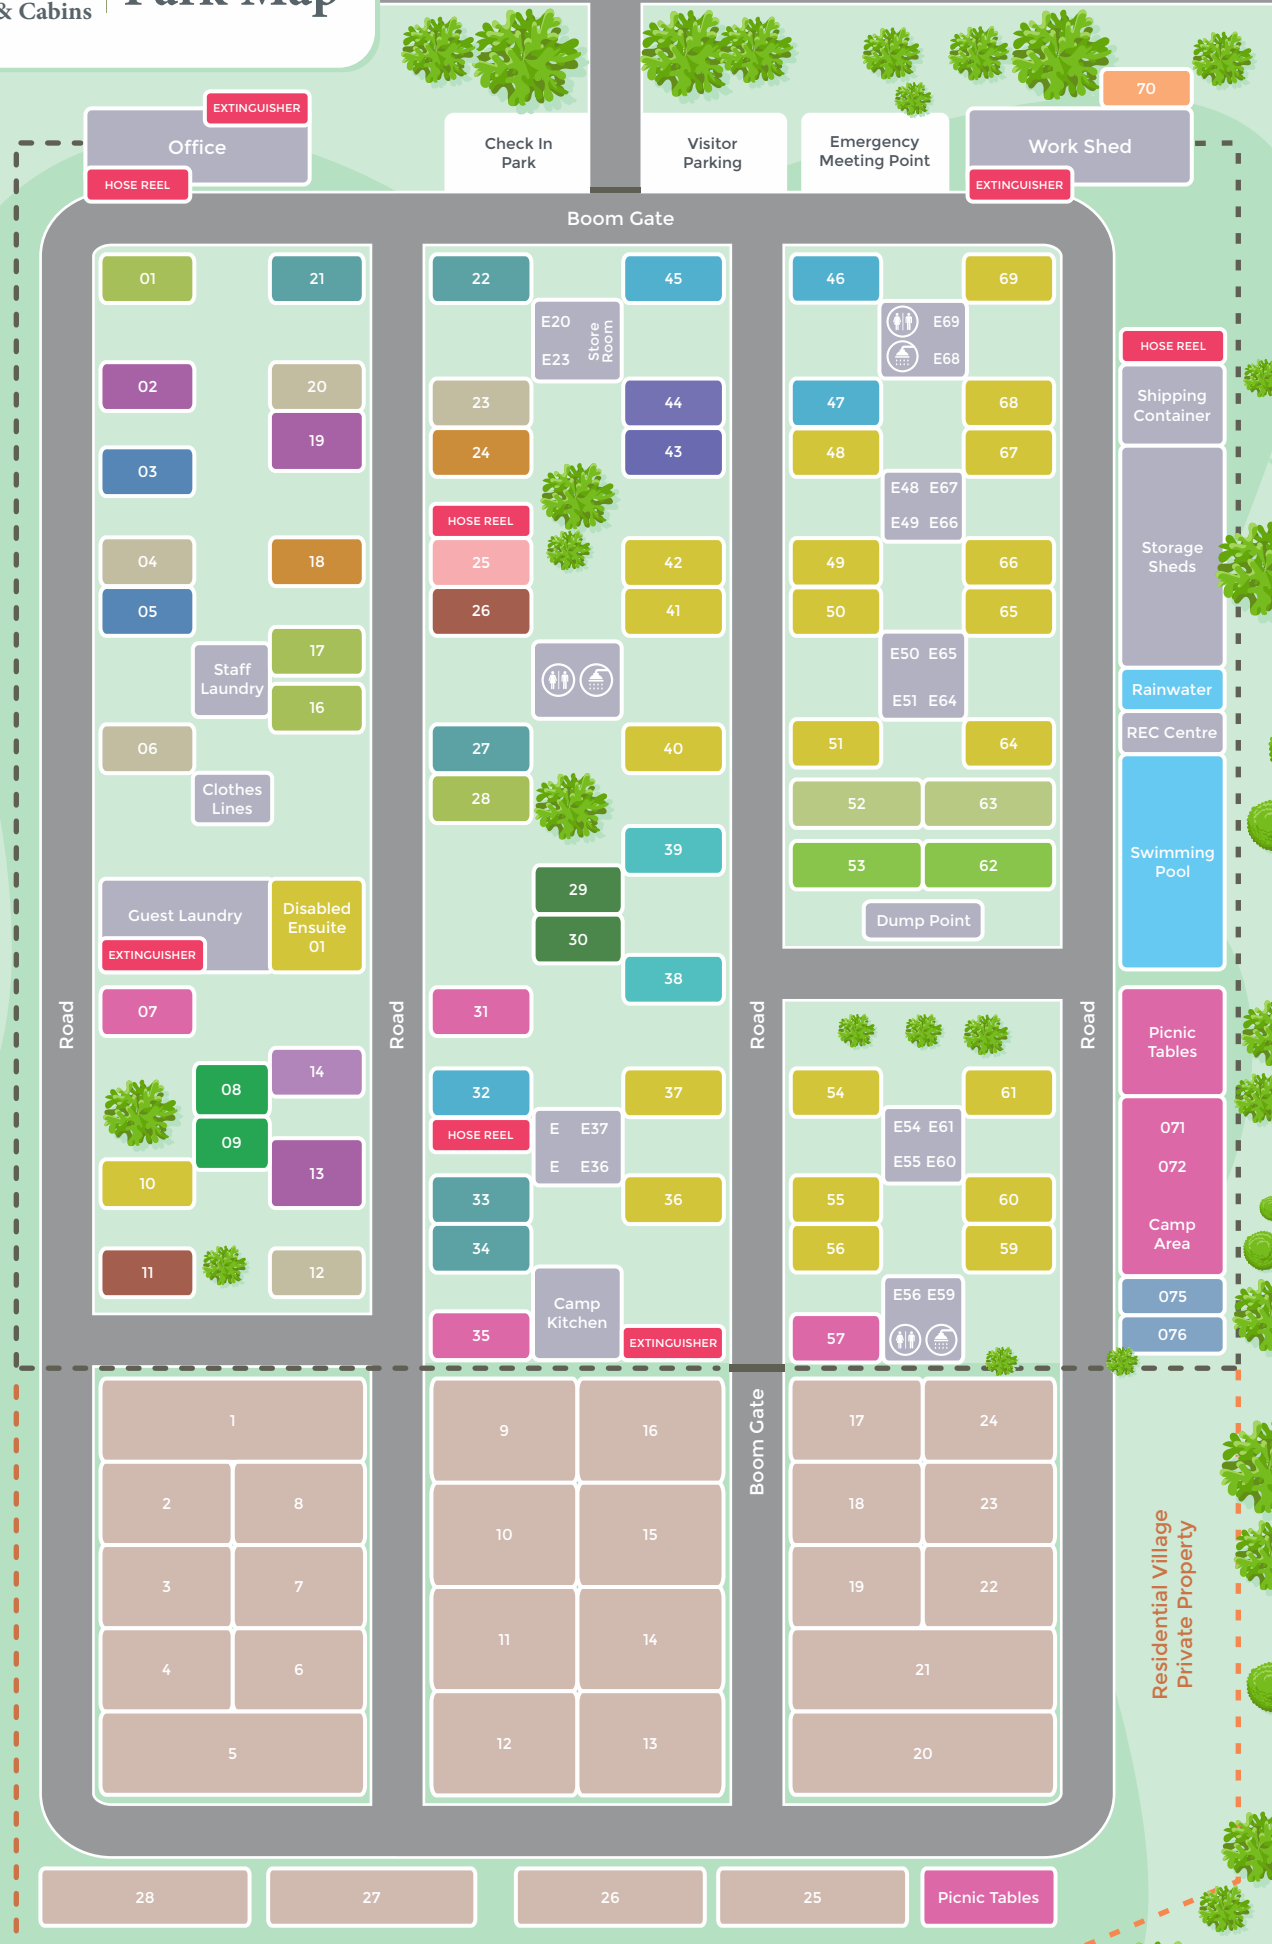 & Cabins
Park Map
EXTINGUISHER
Office
HOSE REEL
Check In
Park
Visitor
Parking
Emergency
Meeting Point
70
Work Shed
EXTINGUISHER
Boom Gate
01
21
02
20
19
03
04
18
05
17
Staff
Laundry
16
06
Clothes
Lines
Guest Laundry
EXTINGUISHER
Disabled
Ensuite
01
07
14
08
09
13
10
11
12
Road
Road
22
45
E20
E23
Store
Room
23
44
24
43
HOSE REEL
25
42
26
41
27
40
28
39
29
30
38
31
32
37
HOSE REEL
E E37
E E36
33
36
34
Camp
Kitchen
35
EXTINGUISHER
Road
46
69
E69
E68
47
68
48
67
E48 E67
E49 E66
49
66
50
65
E50 E65
E51 E64
51
64
52
63
53
62
Dump Point
54
61
E54 E61
E55 E60
55
60
56
59
E56 E59
57
Road
HOSE REEL
Shipping
Container
Storage
Sheds
Rainwater
REC Centre
Swimming
Pool
Picnic
Tables
071
072
Camp
Area
075
076
1
2
8
3
7
4
6
5
9
16
10
15
11
14
12
13
Boom Gate
17
24
18
23
19
22
21
20
Residential Village
Private Property
28
27
26
25
Picnic Tables